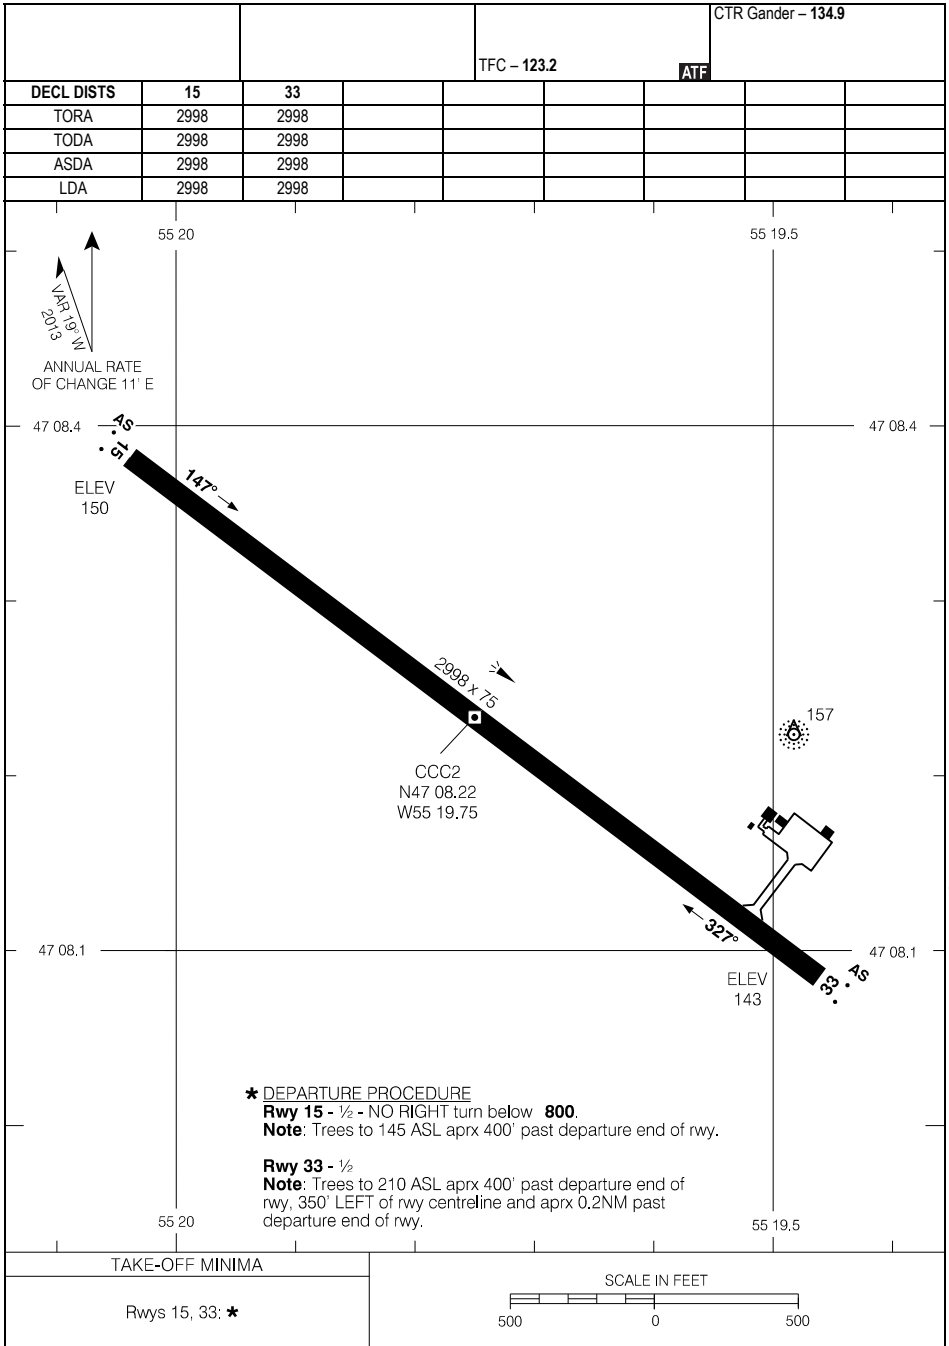 CTR Gander – 134.9
TFC – 123.2
ATF
DECL DISTS 15 33
TORA 2998 2998
TODA 2998 2998
ASDA 2998 2998
LDA 2998 2998
55 20
55 19.5
VAR 19° W
2013
ANNUAL RATE
OF CHANGE 11' E
47 08.4
47 08.4
AS
15
ELEV
150
147°
2998 x 75
CCC2
N47 08.22
W55 19.75
157
A
327°
47 08.1
47 08.1
ELEV
143
33
AS
* DEPARTURE PROCEDURE
Rwy 15 - ½ - NO RIGHT turn below 800.
Note: Trees to 145 ASL aprx 400' past departure end of rwy.
Rwy 33 - ½
Note: Trees to 210 ASL aprx 400' past departure end of
rwy, 350' LEFT of rwy centreline and aprx 0.2NM past
departure end of rwy.
55 20
55 19.5
TAKE-OFF MINIMA
Rwys 15, 33: *
SCALE IN FEET
500 0 500